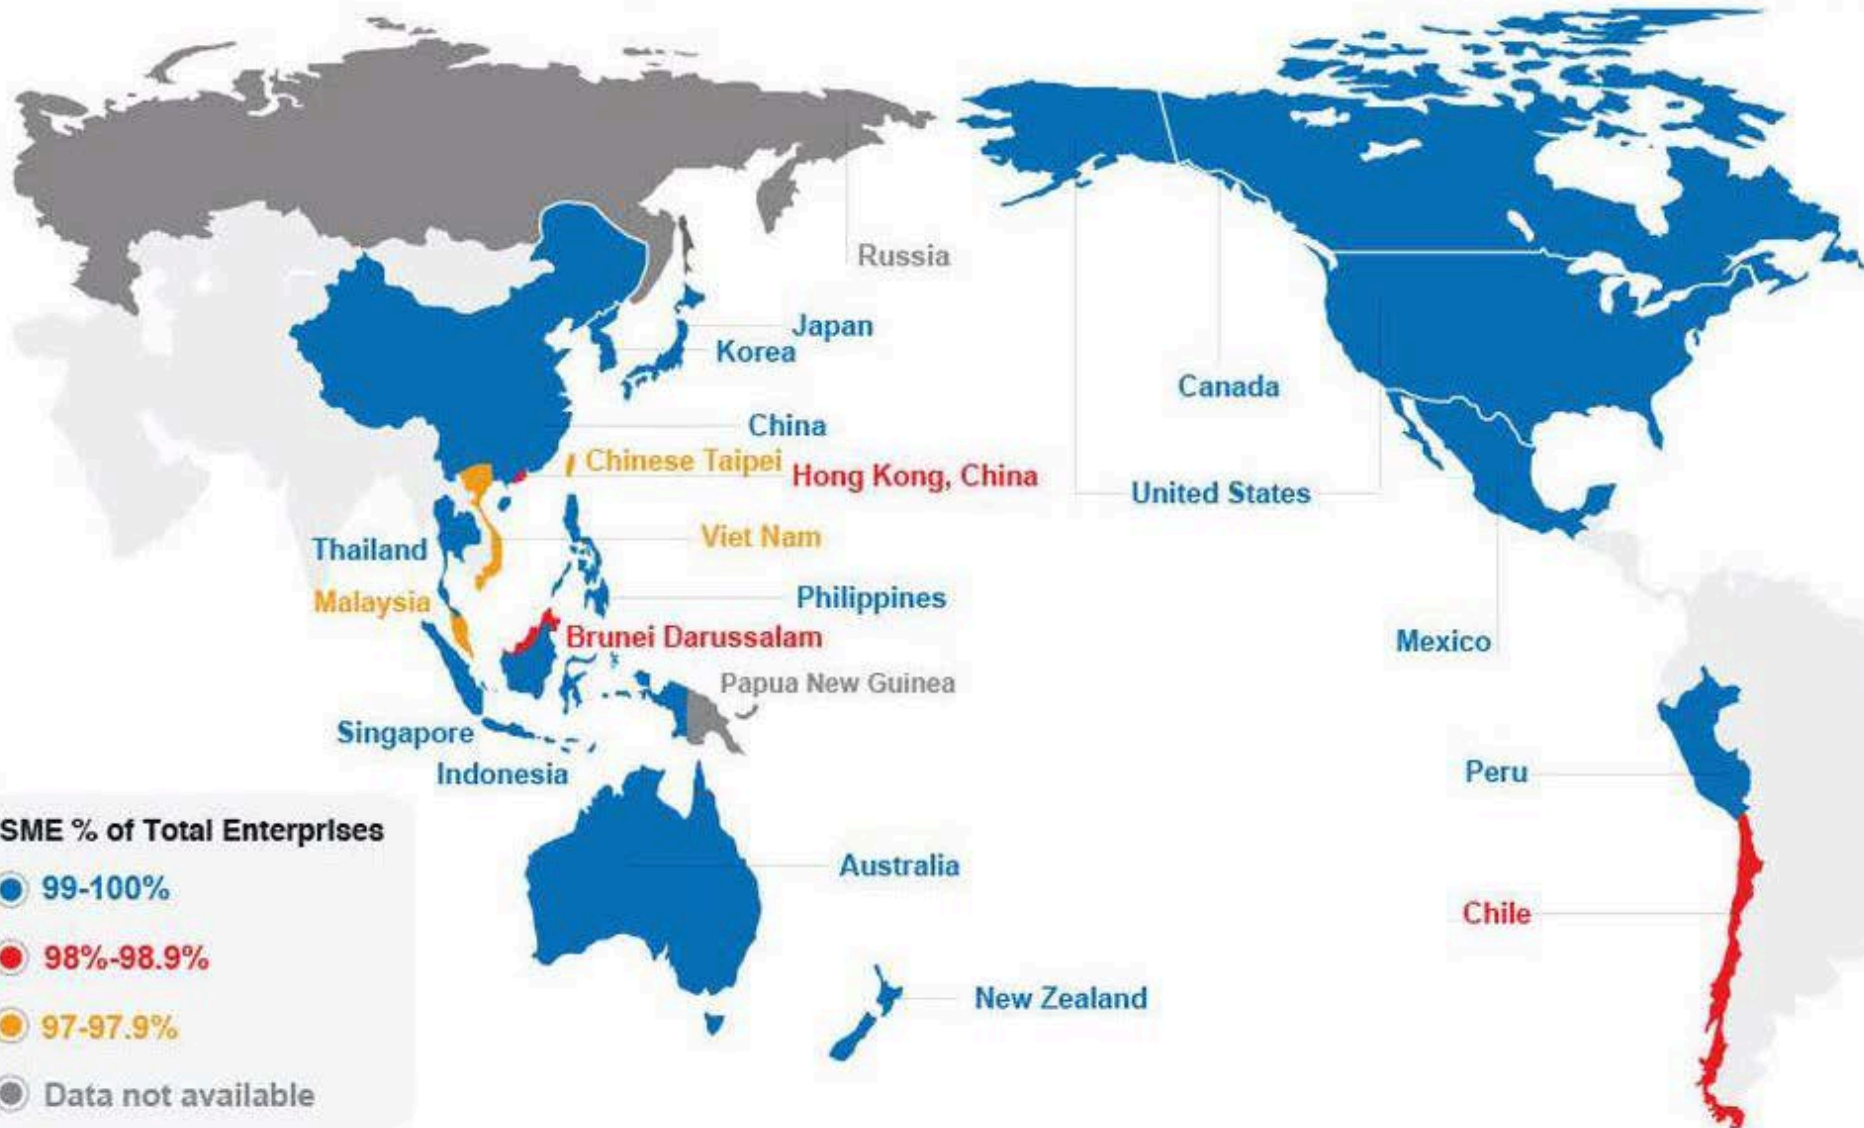 Russia
Japan
Korea
Canada
China
Chinese Taipei
Hong Kong, China
United States
Viet Nam
Thailand
Malaysia
Philippines
Brunei Darussalam
Mexico
Papua New Guinea
Singapore
Indonesia
Peru
Australia
Chile
New Zealand
SME % of Total Enterprises
99-100%
98%-98.9%
97-97.9%
Data not available